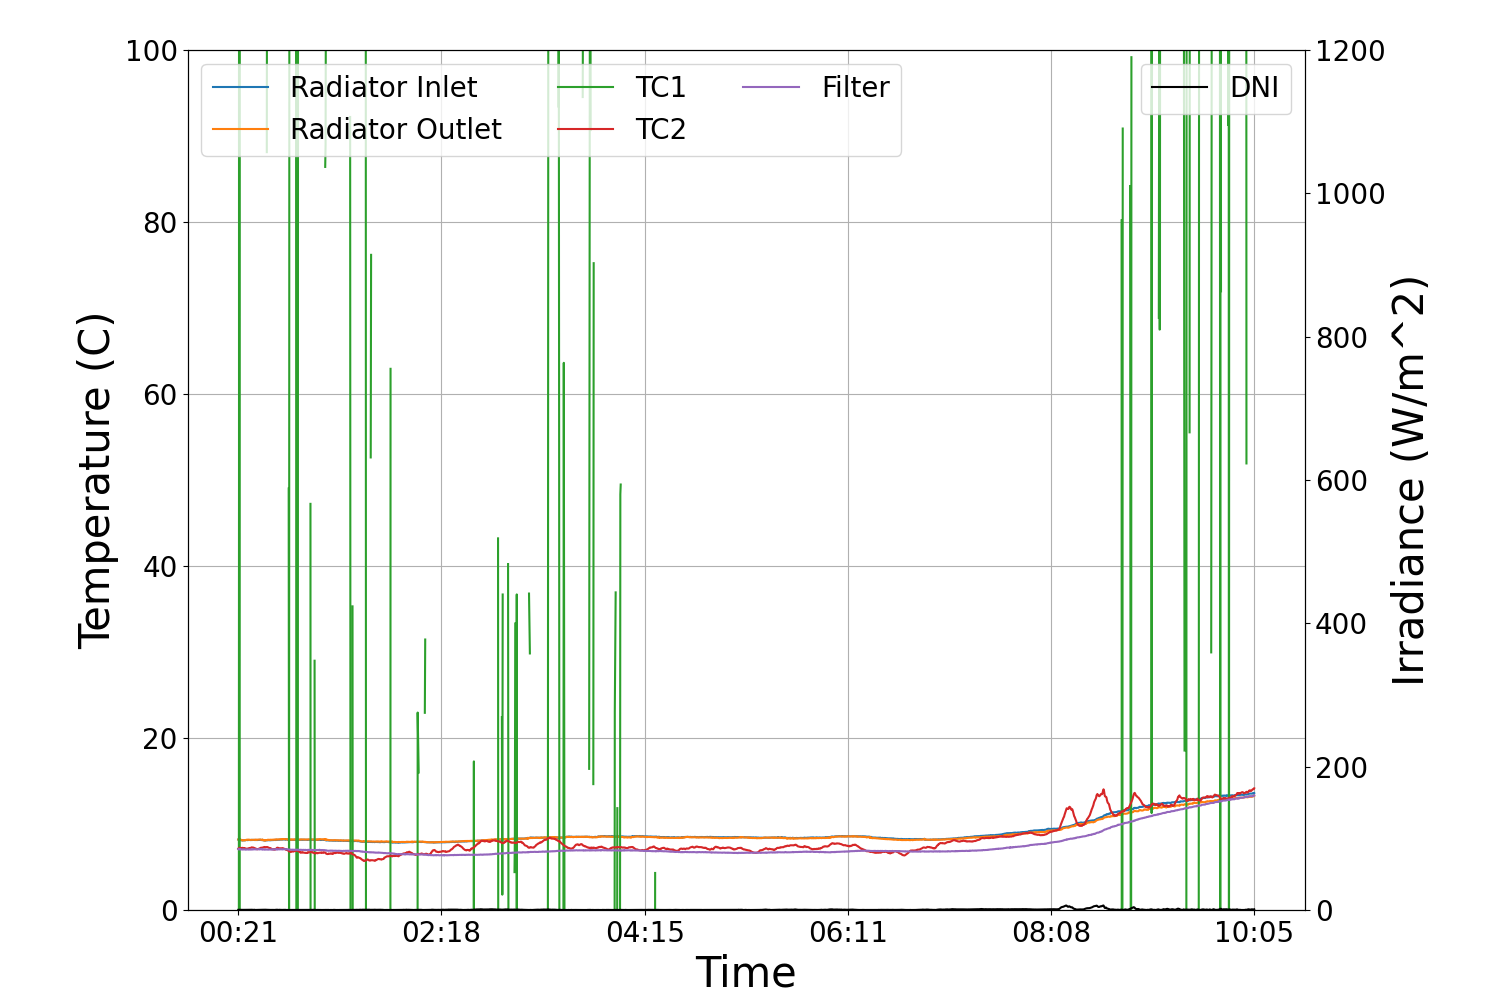 100
80
60
40
20
0
Temperature (C)
Radiator Inlet
Radiator Outlet
TC1
TC2
Filter
DNI
1200
1000
800
600
400
200
0
Irradiance (W/m^2)
00:21 02:18 04:15 06:11 08:08 10:05
Time